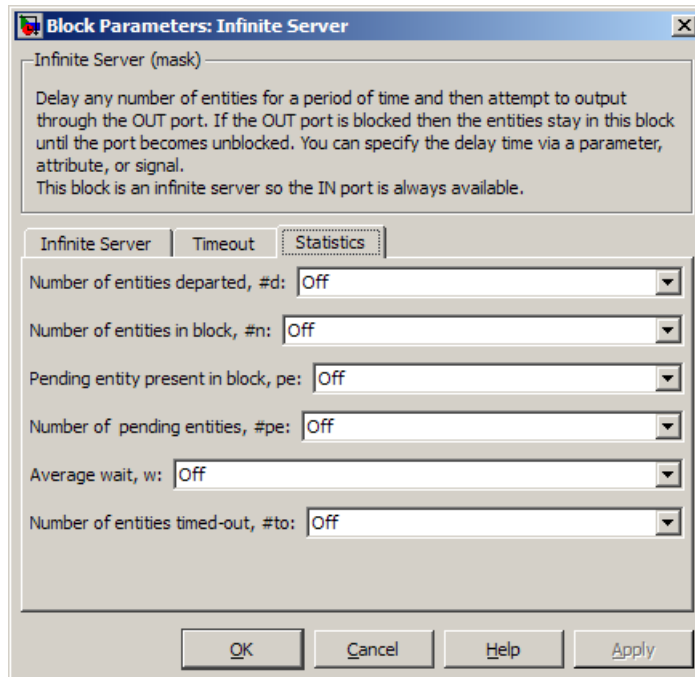 Block Parameters: Infinite Server
Infinite Server (mask)
Delay any number of entities for a period of time and then attempt to output
through the OUT port. If the OUT port is blocked then the entities stay in this block
until the port becomes unblocked. You can specify the delay time via a parameter,
attribute, or signal.
This block is an infinite server so the IN port is always available.
Infinite Server Timeout Statistics
Number of entities departed, #d: Off
Number of entities in block, #n: Off
Pending entity present in block, pe: Off
Number of pending entities, #pe: Off
Average wait, w: Off
Number of entities timed-out, #to: Off
OK Cancel Help Apply